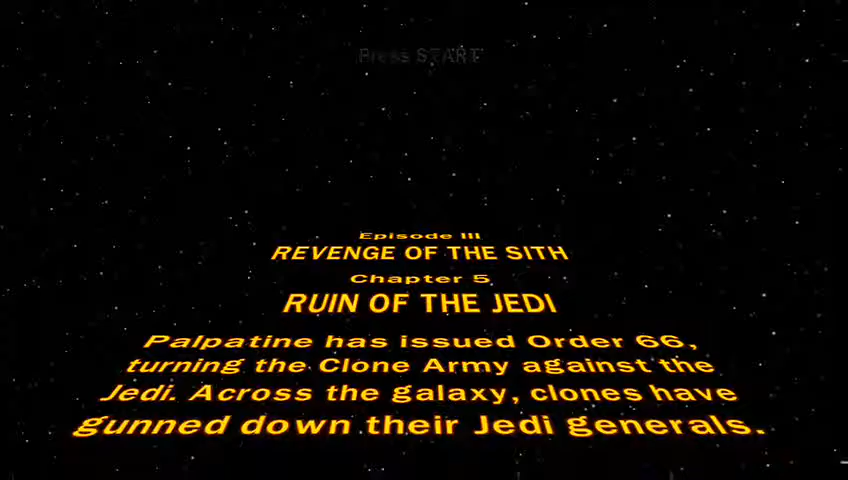 Press START
Episode III
REVENGE OF THE SITH
Chapter 5
RUIN OF THE JEDI
Palpatine has issued Order 66,
turning the Clone Army against the
Jedi. Across the galaxy, clones have
gunned down their Jedi generals.